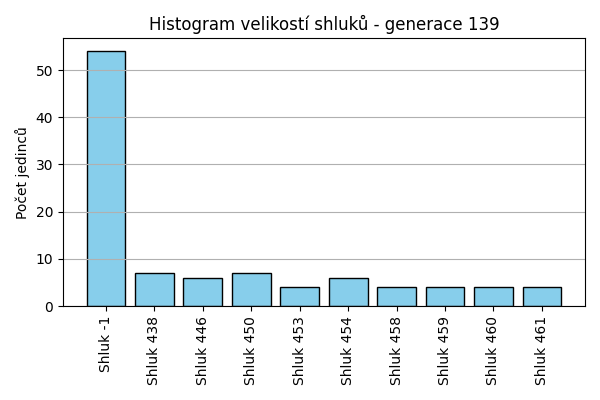 Histogram velikostí shluků - generace 139
Počet jedinců
50
40
30
20
10
0
Shluk -1
Shluk 438
Shluk 446
Shluk 450
Shluk 453
Shluk 454
Shluk 458
Shluk 459
Shluk 460
Shluk 461